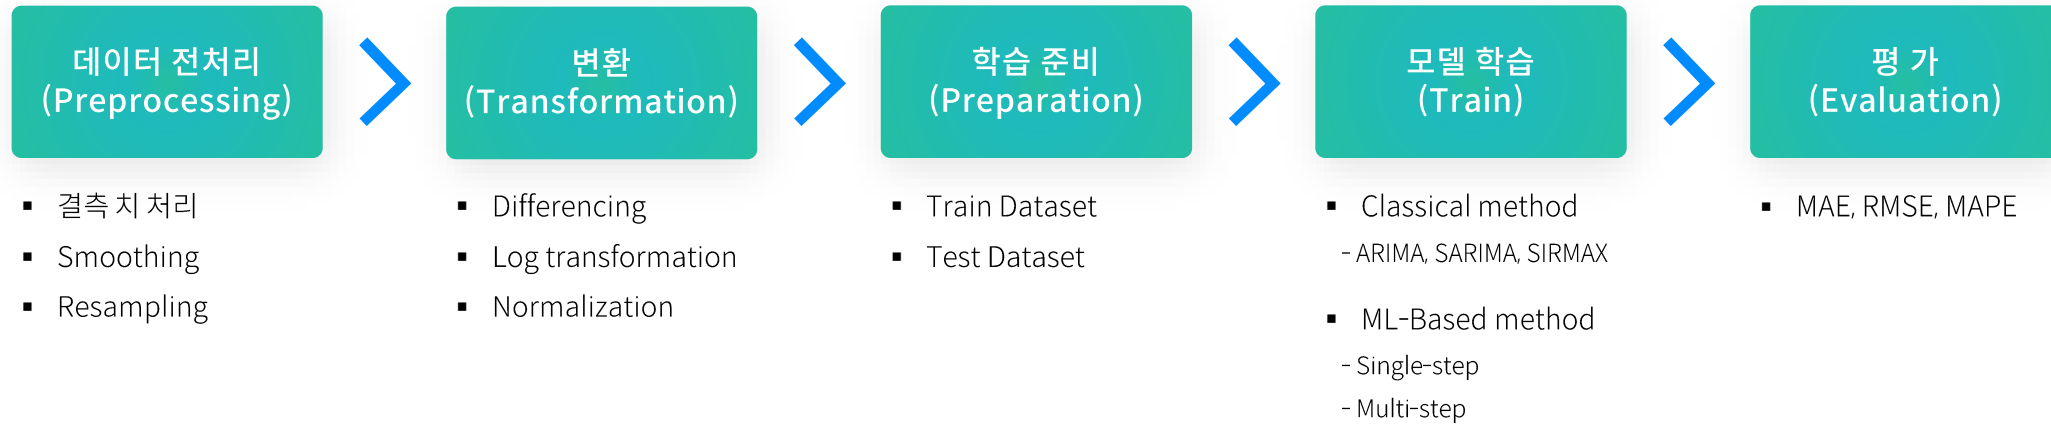 데이터 전처리
(Preprocessing)
▪ 결측 치 처리
▪ Smoothing
▪ Resampling
변환
(Transformation)
▪ Differencing
▪ Log transformation
▪ Normalization
학습 준비
(Preparation)
▪ Train Dataset
▪ Test Dataset
모델 학습
(Train)
▪ Classical method
- ARIMA, SARIMA, SIRMAX
▪ ML-Based method
- Single-step
- Multi-step
평 가
(Evaluation)
▪ MAE, RMSE, MAPE